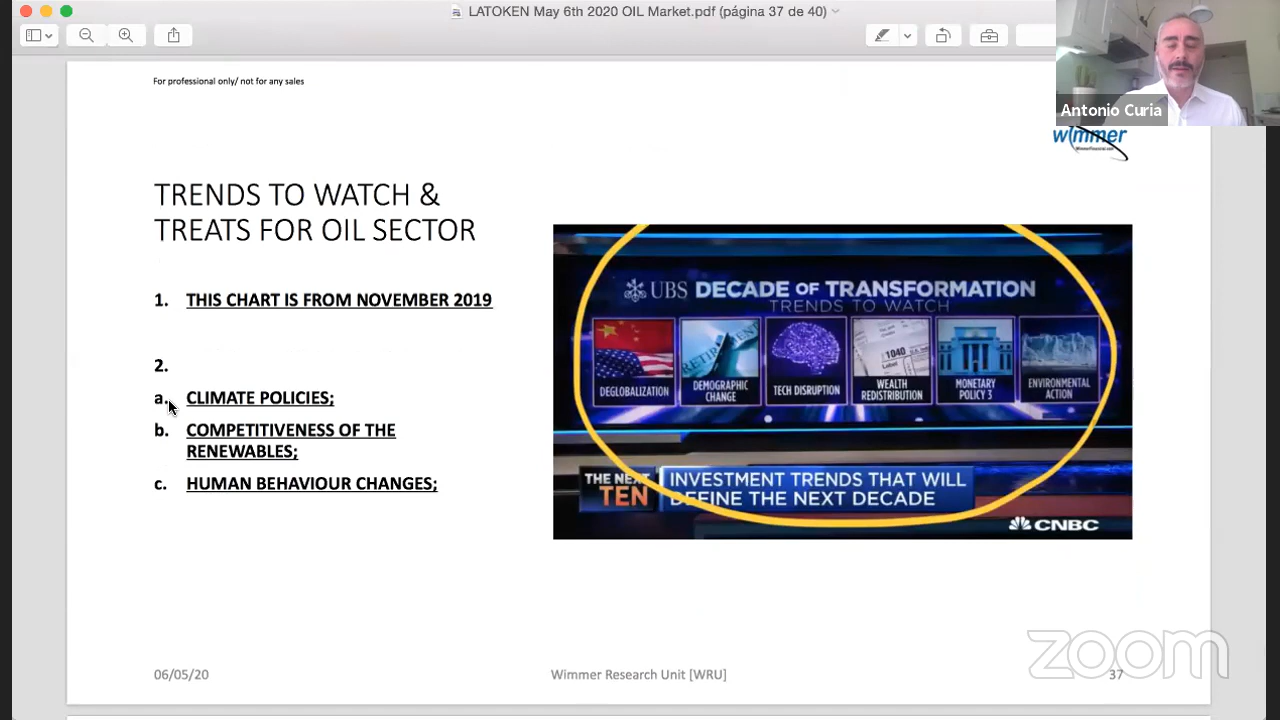 LATOKEN May 6th 2020 OIL Market.pdf (página 37 de 40)
For professional only/ not for any sales
Antonio Curia
wimmer
TRENDS TO WATCH &
TREATS FOR OIL SECTOR
1. THIS CHART IS FROM NOVEMBER 2019
2.
a. CLIMATE POLICIES;
b. COMPETITIVENESS OF THE
RENEWABLES;
c. HUMAN BEHAVIOUR CHANGES;
UBS DECADE OF TRANSFORMATION
TRENDS TO WATCH
RETIREMENT
1040
DEGLOBALIZATION
DEMOGRAPHIC
CHANGE
TECH DISRUPTION
WEALTH
REDISTRIBUTION
MONETARY
POLICY 3
ENVIRONMENTAL
ACTION
THE NEXT
TEN
INVESTMENT TRENDS THAT WILL
DEFINE THE NEXT DECADE
CNBC
zoom
06/05/20
Wimmer Research Unit [WRU]
37